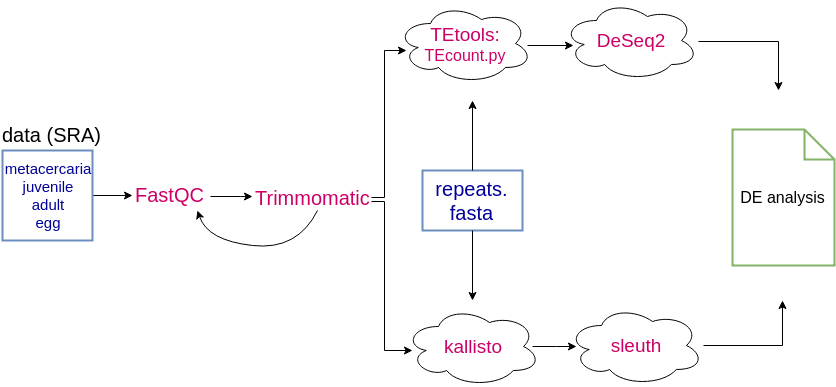 data (SRA)
metacercaria
juvenile
adult
egg
FastQC
Trimmomatic
TEtools:
TEcount.py
DeSeq2
repeats.
fasta
kallisto
sleuth
DE analysis